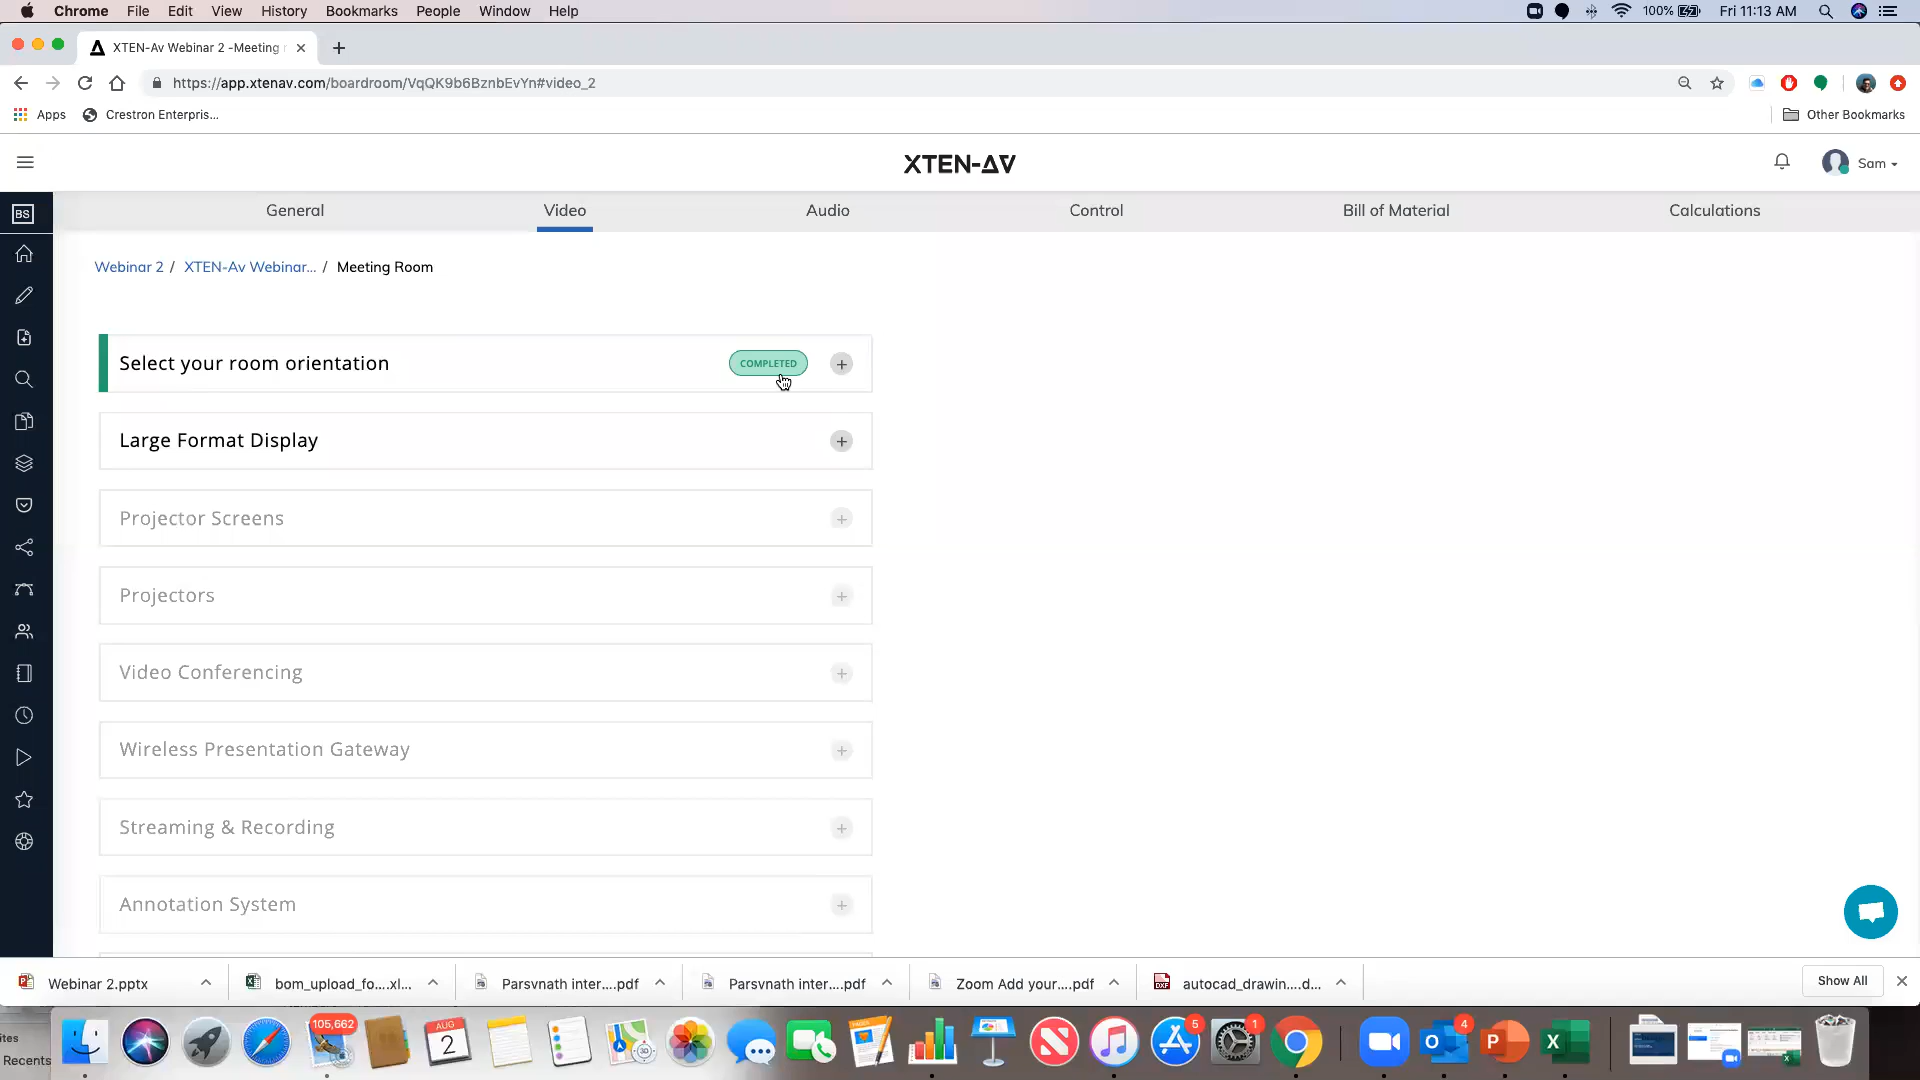 Chrome File Edit View History Bookmarks People Window Help 100% Fri 11:13 AM
XTEN-Av Webinar 2 -Meeting
https://app.xtenav.com/boardroom/VqQK9b6BznbEvYn#video_2
Apps Crestron Enterpris... Other Bookmarks
XTEN-AV Sam
BS General Video Audio Control Bill of Material Calculations
Webinar 2 / XTEN-Av Webinar... / Meeting Room
Select your room orientation COMPLETED +
Large Format Display +
Projector Screens +
Projectors +
Video Conferencing +
Wireless Presentation Gateway +
Streaming & Recording +
Annotation System +
Webinar 2.pptx bom_upload_fo....xl... Parsvnath inter....pdf Parsvnath inter....pdf Zoom Add your....pdf autocad_drawin....d... Show All
105,662 AUG 2 5 1 4
ites
Recents